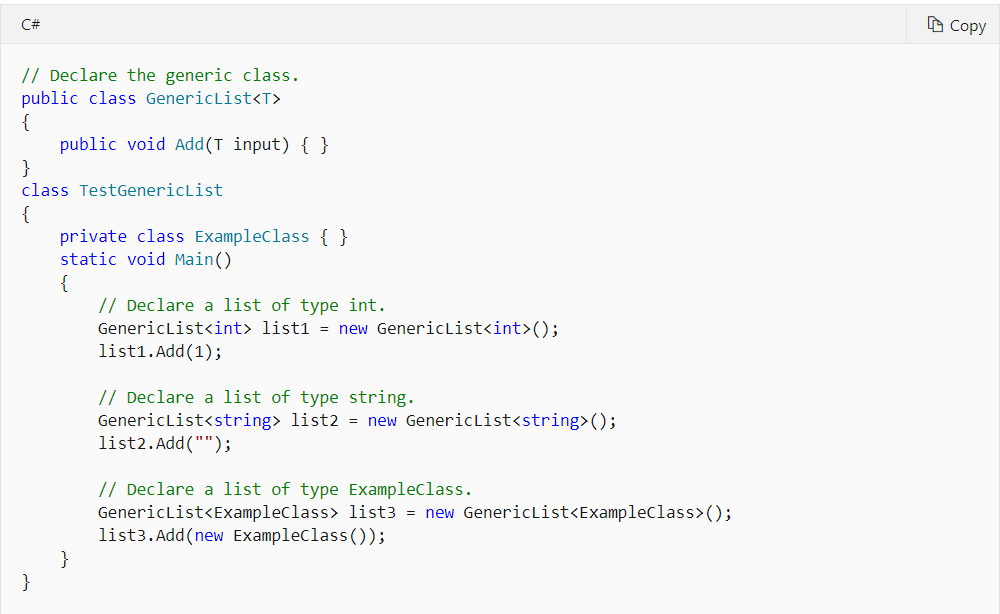 C#
Copy
// Declare the generic class.
public class GenericList<T>
{
    public void Add(T input) { }
}
class TestGenericList
{
    private class ExampleClass { }
    static void Main()
    {
        // Declare a list of type int.
        GenericList<int> list1 = new GenericList<int>();
        list1.Add(1);

        // Declare a list of type string.
        GenericList<string> list2 = new GenericList<string>();
        list2.Add("");

        // Declare a list of type ExampleClass.
        GenericList<ExampleClass> list3 = new GenericList<ExampleClass>();
        list3.Add(new ExampleClass());
    }
}